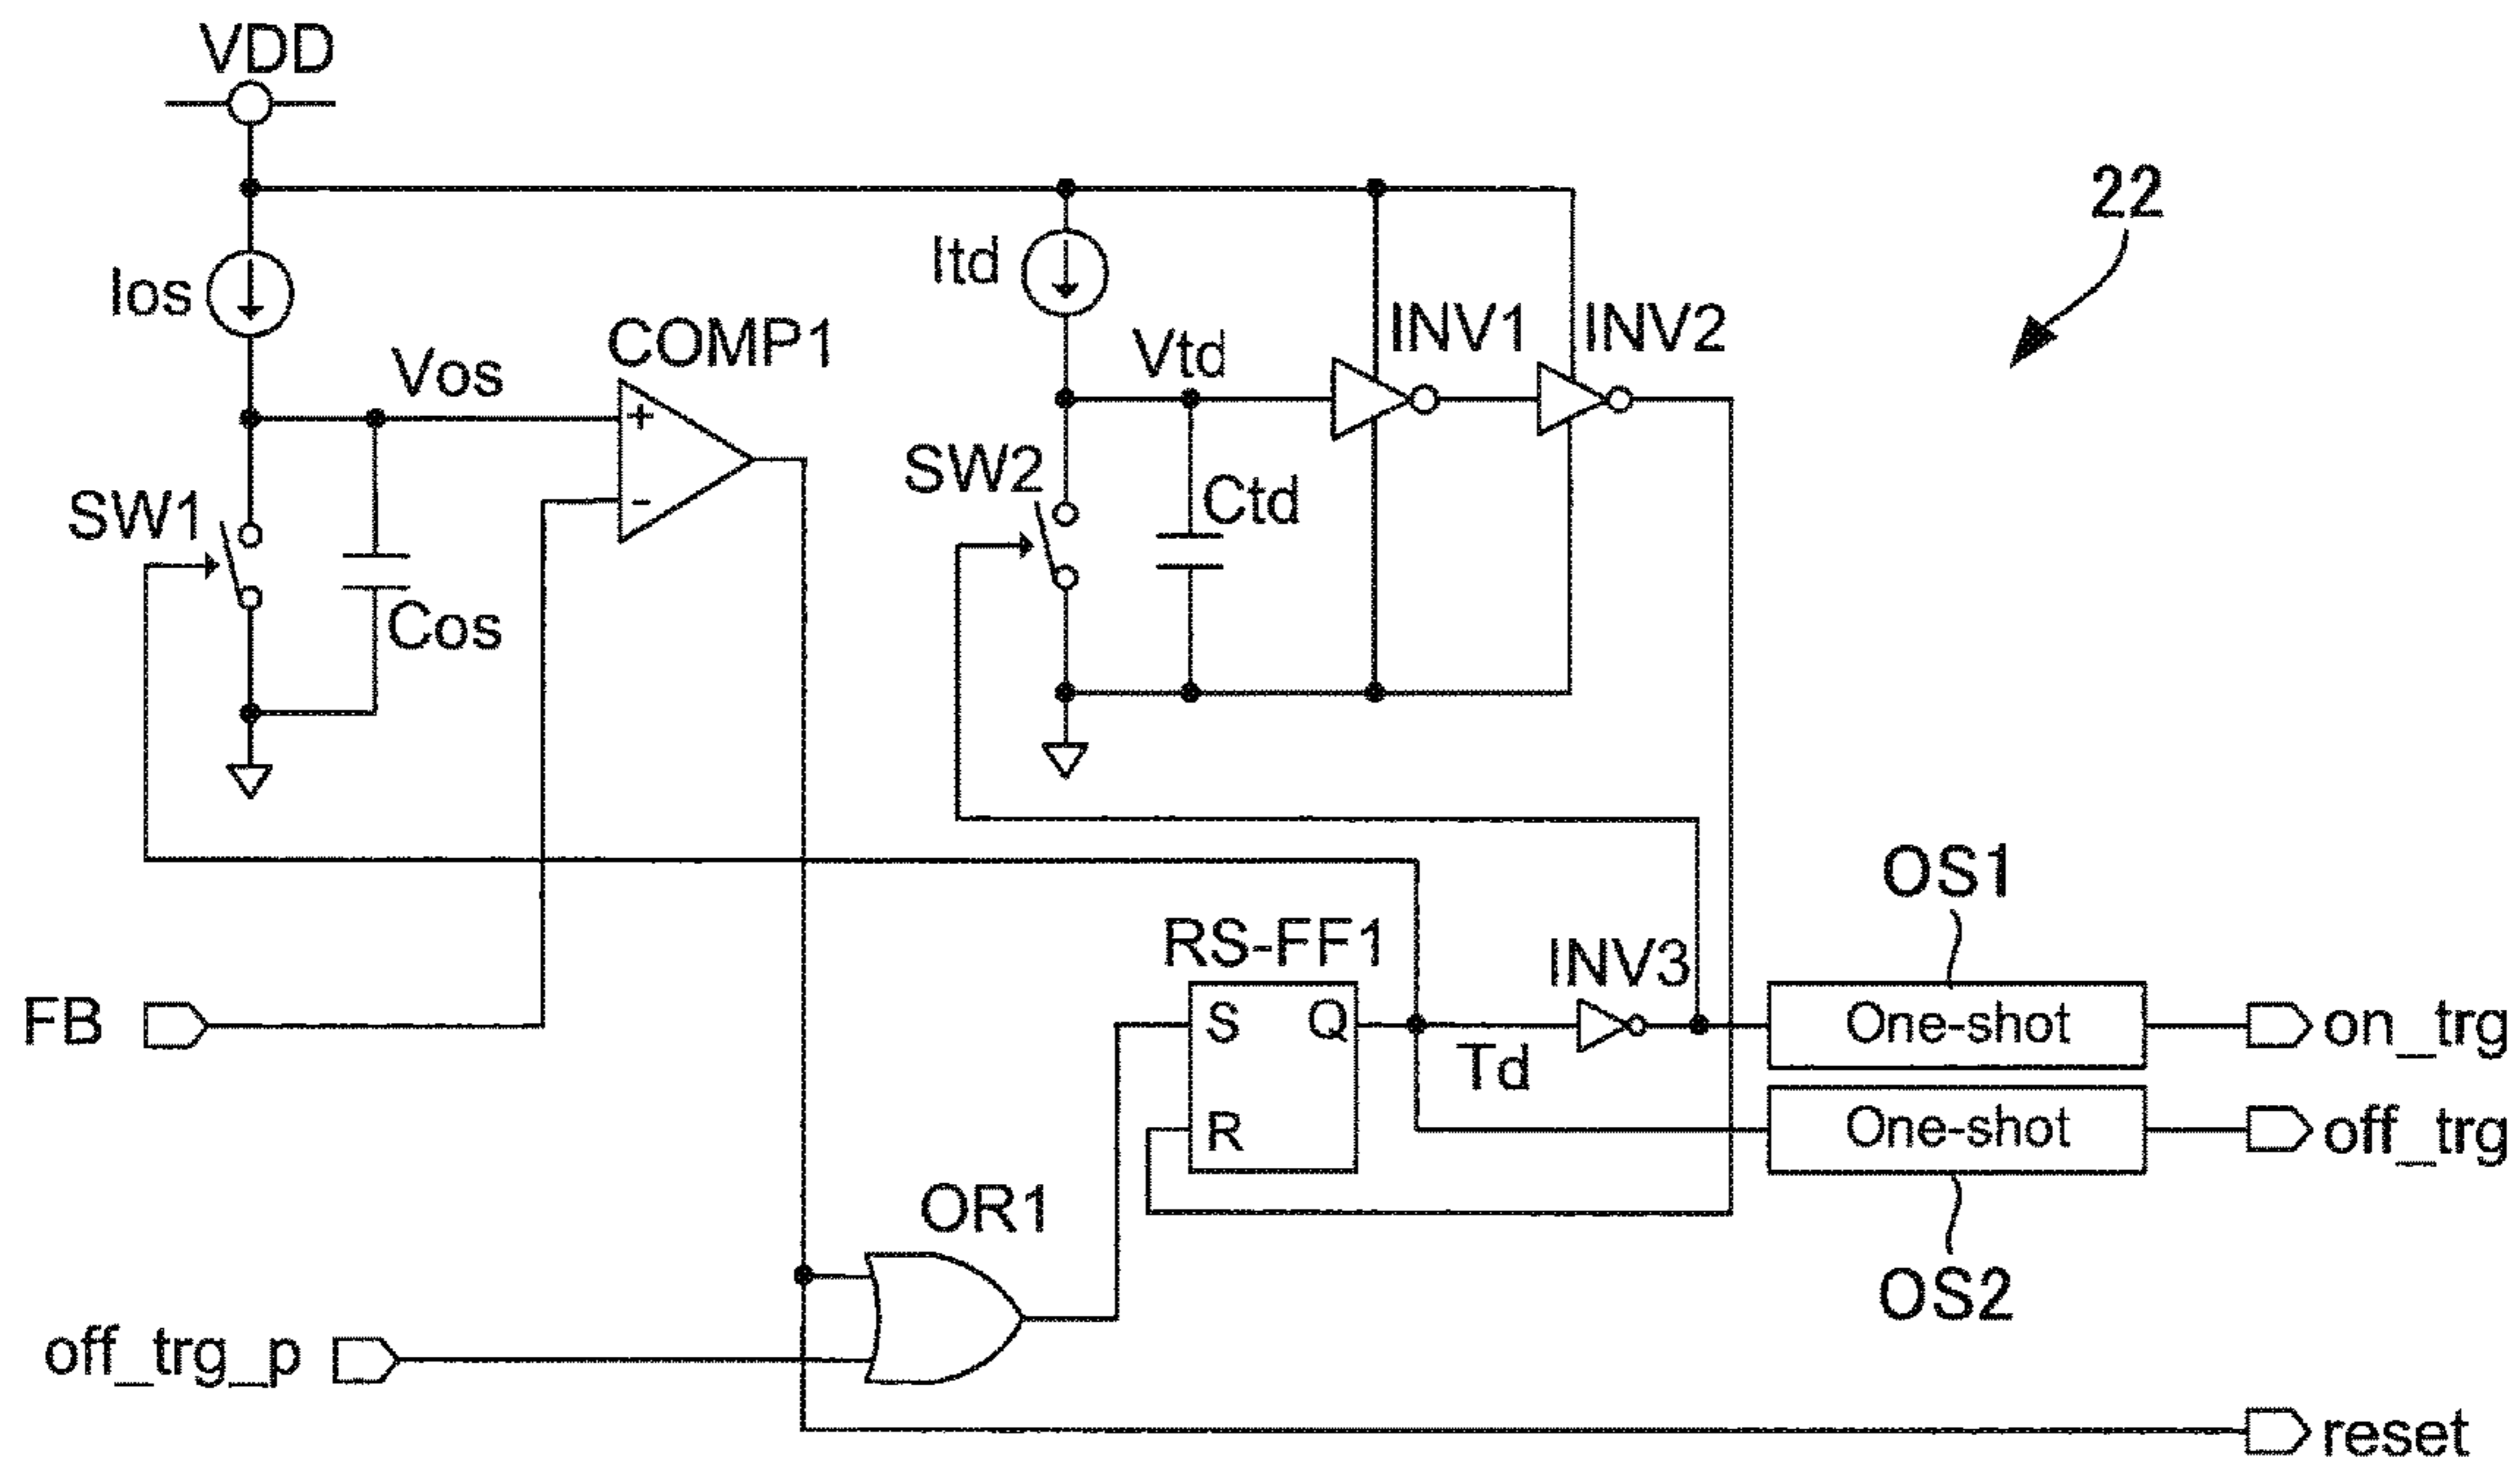 VDD
22
Ios
Itd
COMP1
INV1
INV2
Vos
Vtd
+
-
SW1
SW2
Ctd
Cos
OS1
RS-FF1
INV3
FB
S
Q
One-shot
on_trg
Td
R
One-shot
off_trg
OR1
OS2
off_trg_p
reset